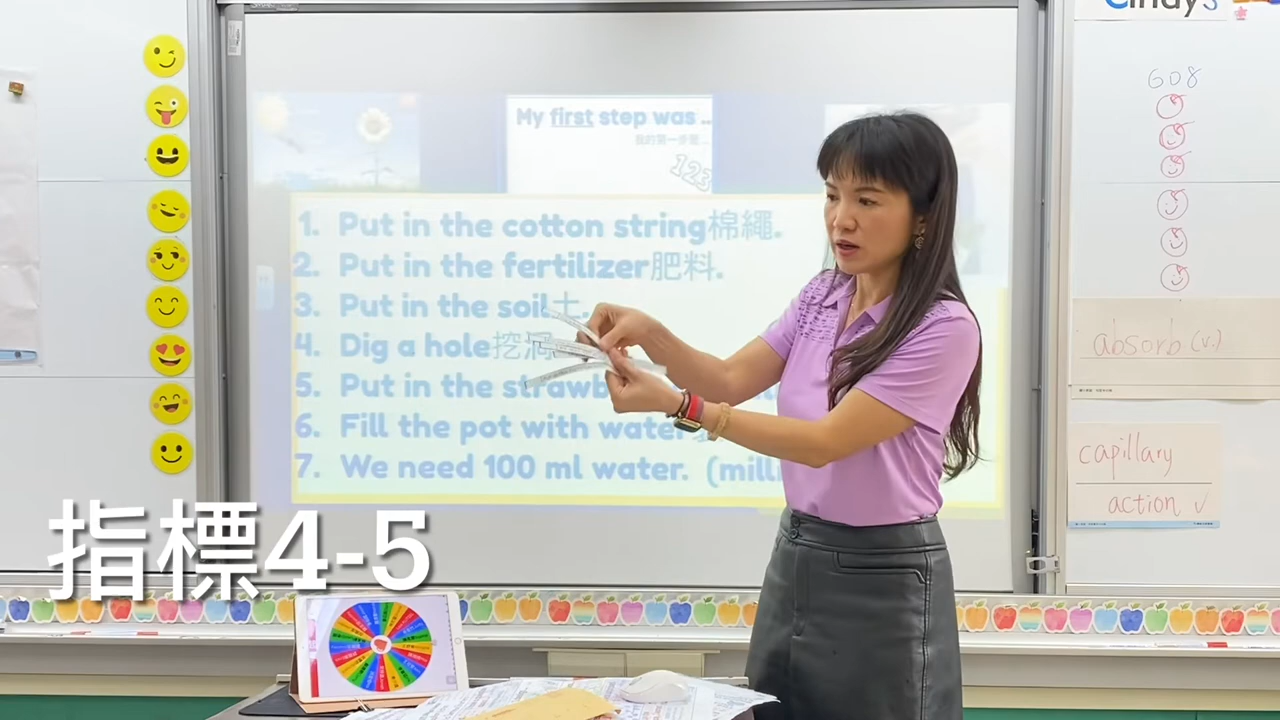 Cindy's
608
My first step was ..
我的第一步是...
123
1. Put in the cotton string棉繩.
2. Put in the fertilizer肥料.
3. Put in the soil土.
4. Dig a hole挖洞
5. Put in the strawb
6. Fill the pot with water
7. We need 100 ml water. (milli
absorb (v.)
capillary
action ✓
指標4-5